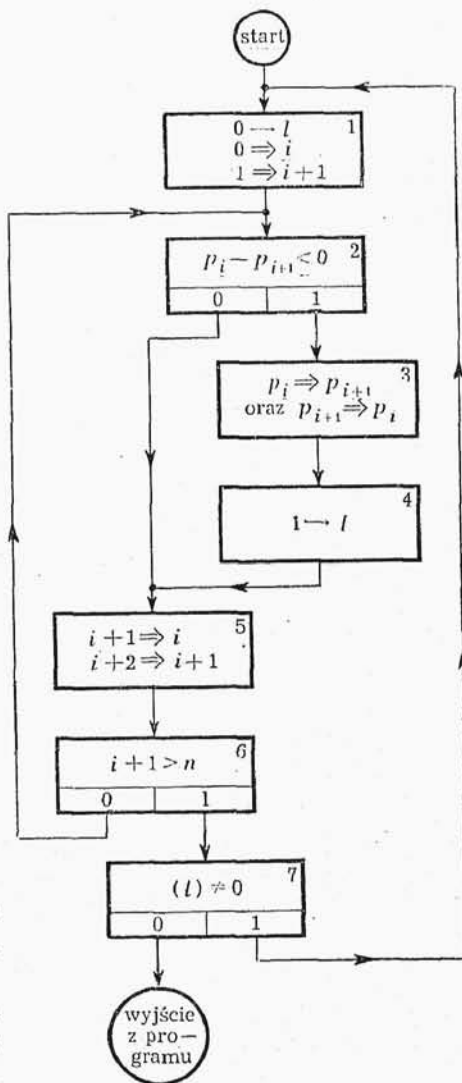 start
1
0 → l
0 ⇒ i
1 ⇒ i+1
2
p_i − p_{i+1} < 0
0 1
3
p_i ⇒ p_{i+1}
oraz p_{i+1} ⇒ p_i
4
1 → l
5
i+1 ⇒ i
i+2 ⇒ i+1
6
i+1 > n
0 1
7
(l) ≠ 0
0 1
wyjście
z pro–
gramu